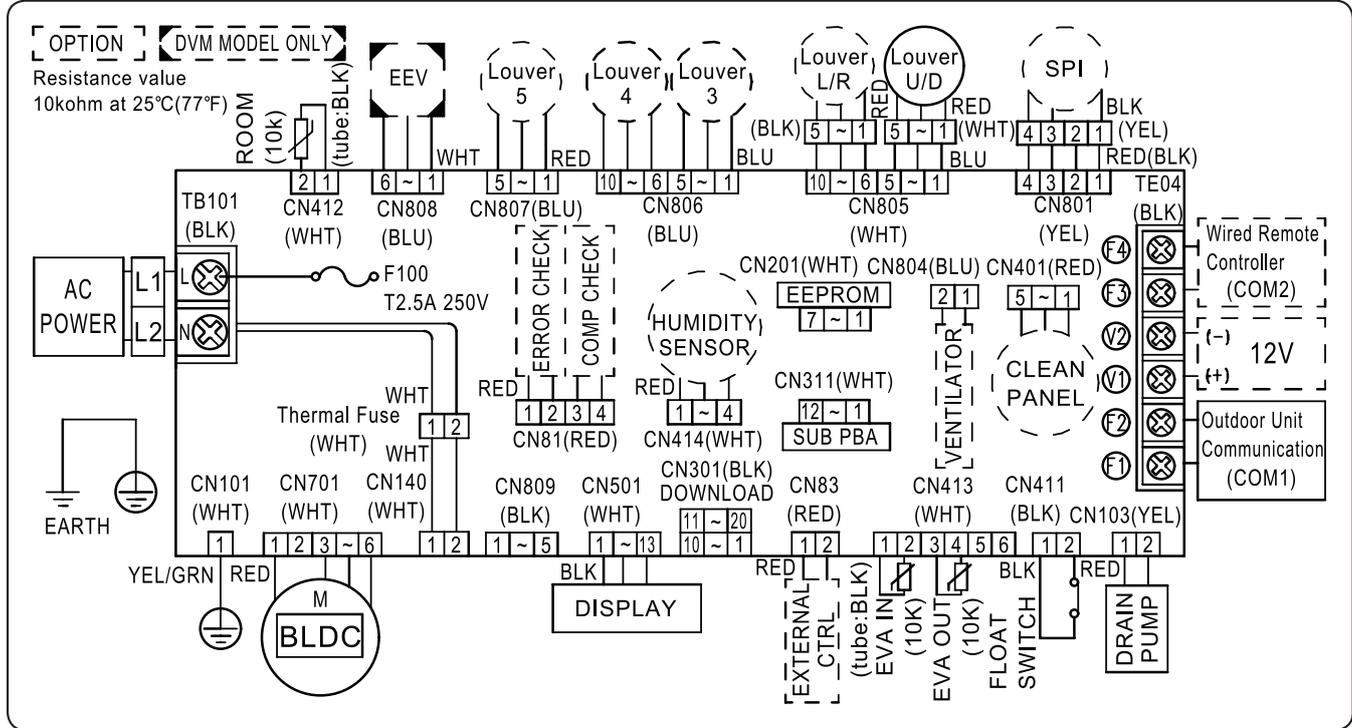 OPTION
DVM MODEL ONLY
Resistance value
10kohm at 25℃(77℉)
ROOM
(10k)
(tube:BLK)
EEV
WHT
Louver
5
RED
Louver
4
Louver
3
BLU
Louver
L/R
RED
Louver
U/D
RED
(BLK)
5 ~ 1
5 ~ 1
(WHT)
BLU
SPI
BLK
4 3 2 1
(YEL)
RED(BLK)
2 1
6 ~ 1
5 ~ 1
10 ~ 6 5 ~ 1
10 ~ 6 5 ~ 1
4 3 2 1
TB101
(BLK)
CN412
(WHT)
CN808
(BLU)
CN807(BLU)
CN806
(BLU)
CN805
(WHT)
CN801
(YEL)
TE04
(BLK)
AC
POWER
L1
L2
L
N
F100
T2.5A 250V
ERROR CHECK
COMP CHECK
RED
1 2 3 4
CN81(RED)
HUMIDITY
SENSOR
RED
1 ~ 4
CN414(WHT)
CN201(WHT)
EEPROM
7 ~ 1
CN311(WHT)
12 ~ 1
SUB PBA
CN804(BLU)
2 1
VENTILATOR
CN401(RED)
5 ~ 1
CLEAN
PANEL
F4
F3
V2
V1
F2
F1
Wired Remote
Controller
(COM2)
(-)
12V
(+)
Outdoor Unit
Communication
(COM1)
WHT
Thermal Fuse
(WHT)
1 2
WHT
EARTH
CN101
(WHT)
CN701
(WHT)
CN140
(WHT)
CN809
(BLK)
CN501
(WHT)
CN301(BLK)
DOWNLOAD
11 ~ 20
10 ~ 1
CN83
(RED)
CN413
(WHT)
CN411
(BLK)
CN103(YEL)
1
1 2 3 ~ 6
1 2
1 ~ 5
1 ~ 13
1 2
1 2 3 4 5 6
1 2
1 2
YEL/GRN
RED
M
BLDC
BLK
DISPLAY
RED
EXTERNAL
CTRL
(tube:BLK)
EVA IN
(10K)
EVA OUT
(10K)
FLOAT
SWITCH
BLK
RED
DRAIN
PUMP